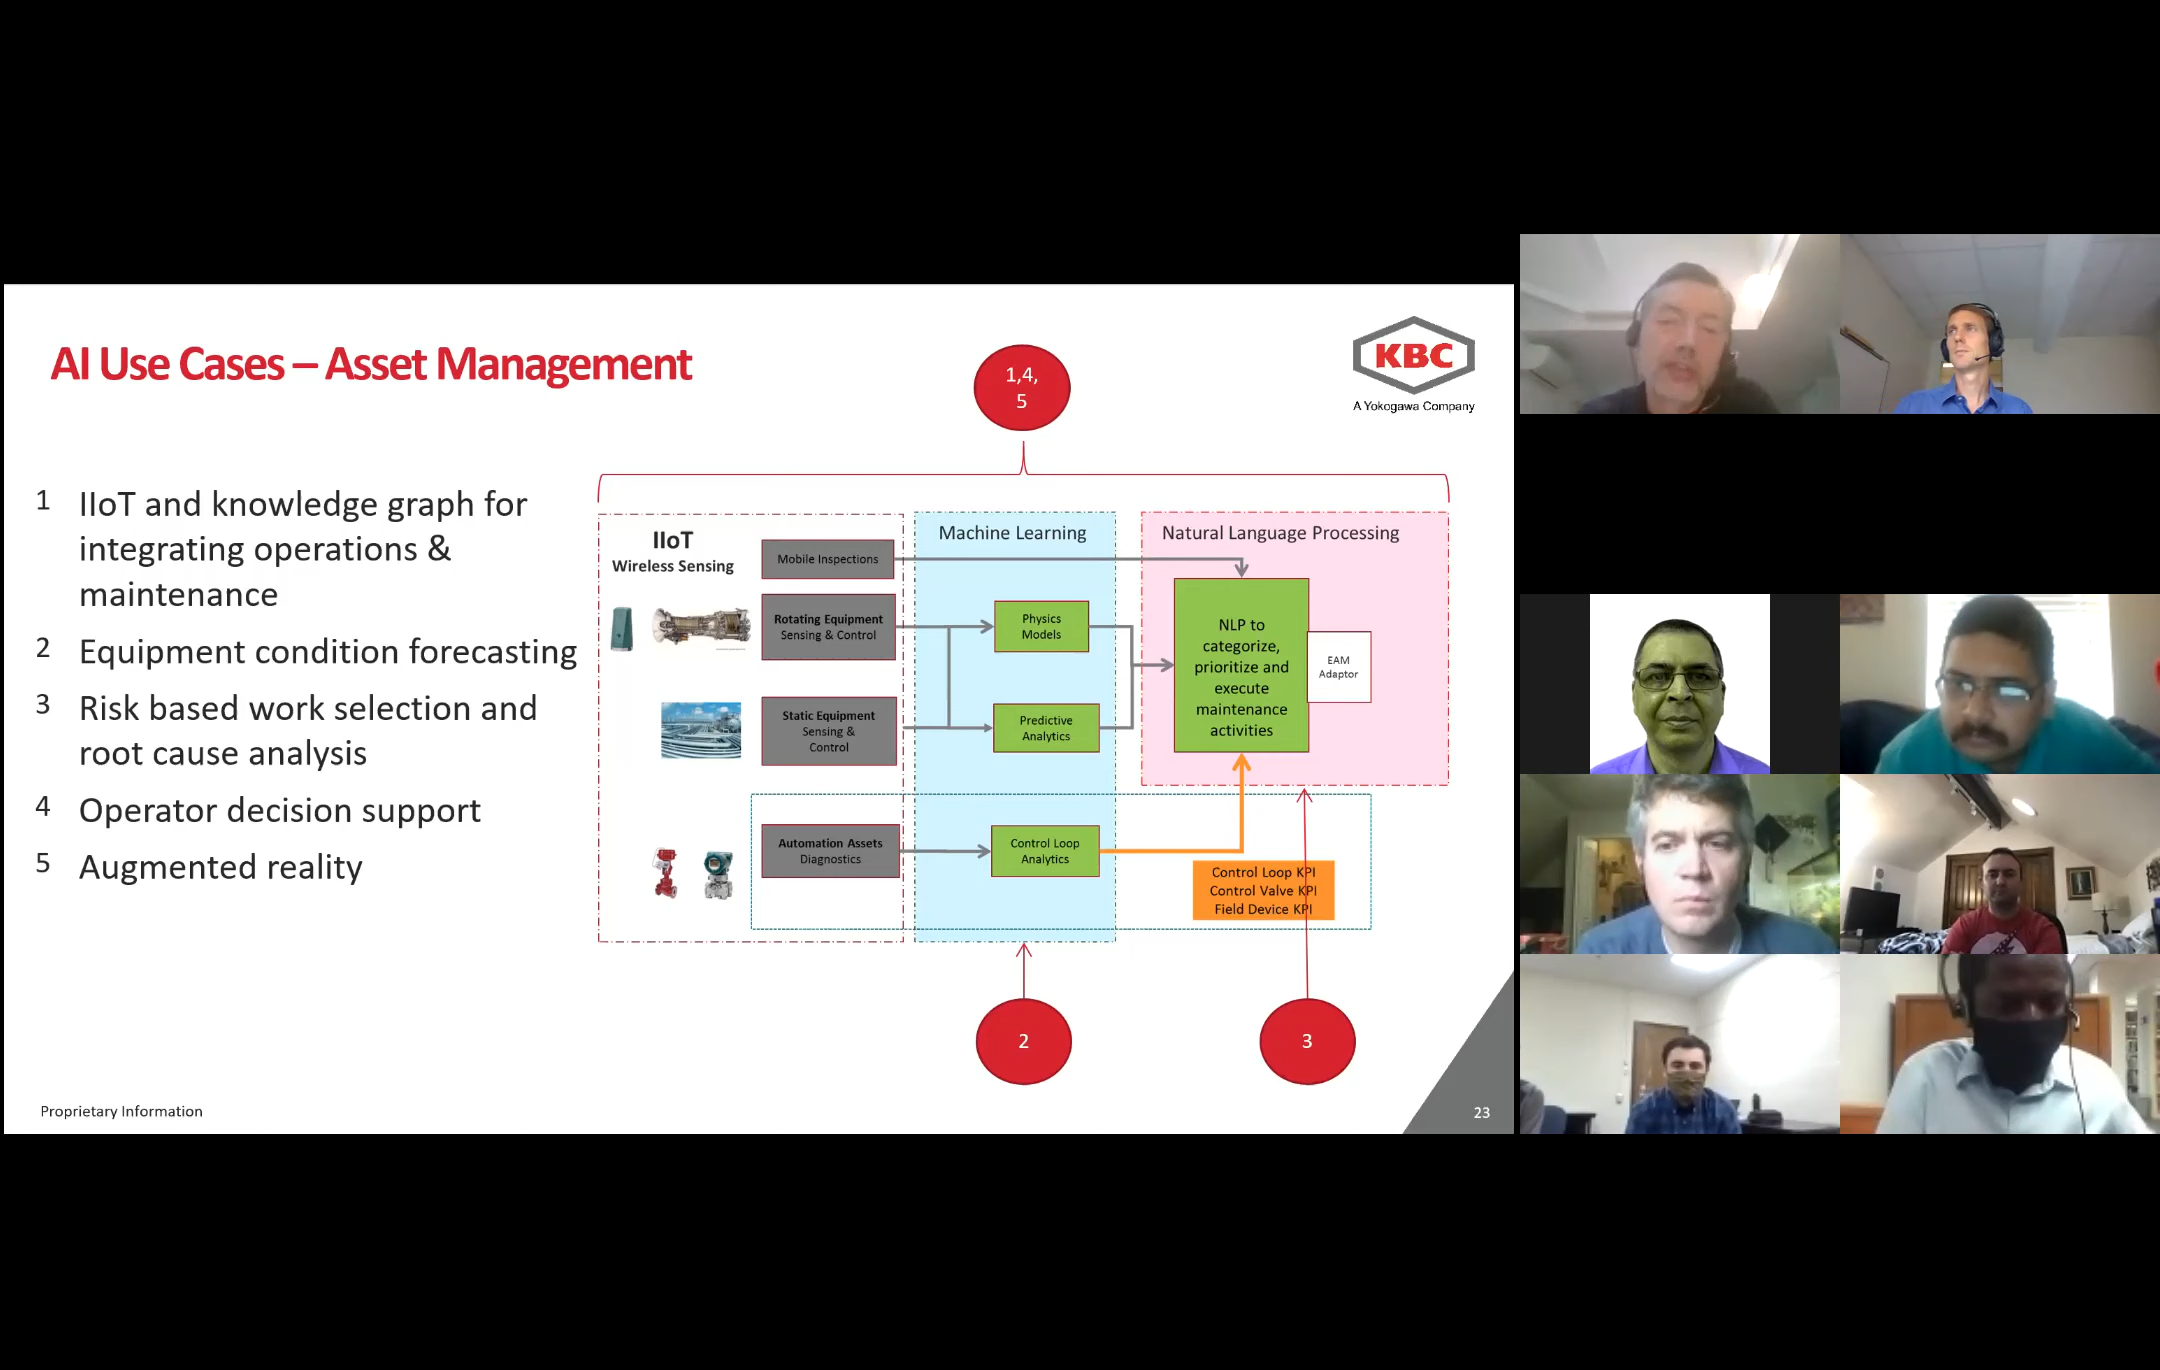 AI Use Cases – Asset Management
KBC
A Yokogawa Company
1 IIoT and knowledge graph for
integrating operations &
maintenance
2 Equipment condition forecasting
3 Risk based work selection and
root cause analysis
4 Operator decision support
5 Augmented reality
1,4,
5
IIoT
Wireless Sensing
Mobile Inspections
Rotating Equipment
Sensing & Control
Static Equipment
Sensing &
Control
Automation Assets
Diagnostics
Machine Learning
Physics
Models
Predictive
Analytics
Control Loop
Analytics
Natural Language Processing
NLP to
categorize,
prioritize and
execute
maintenance
activities
EAM
Adaptor
Control Loop KPI
Control Valve KPI
Field Device KPI
2
3
Proprietary Information
23